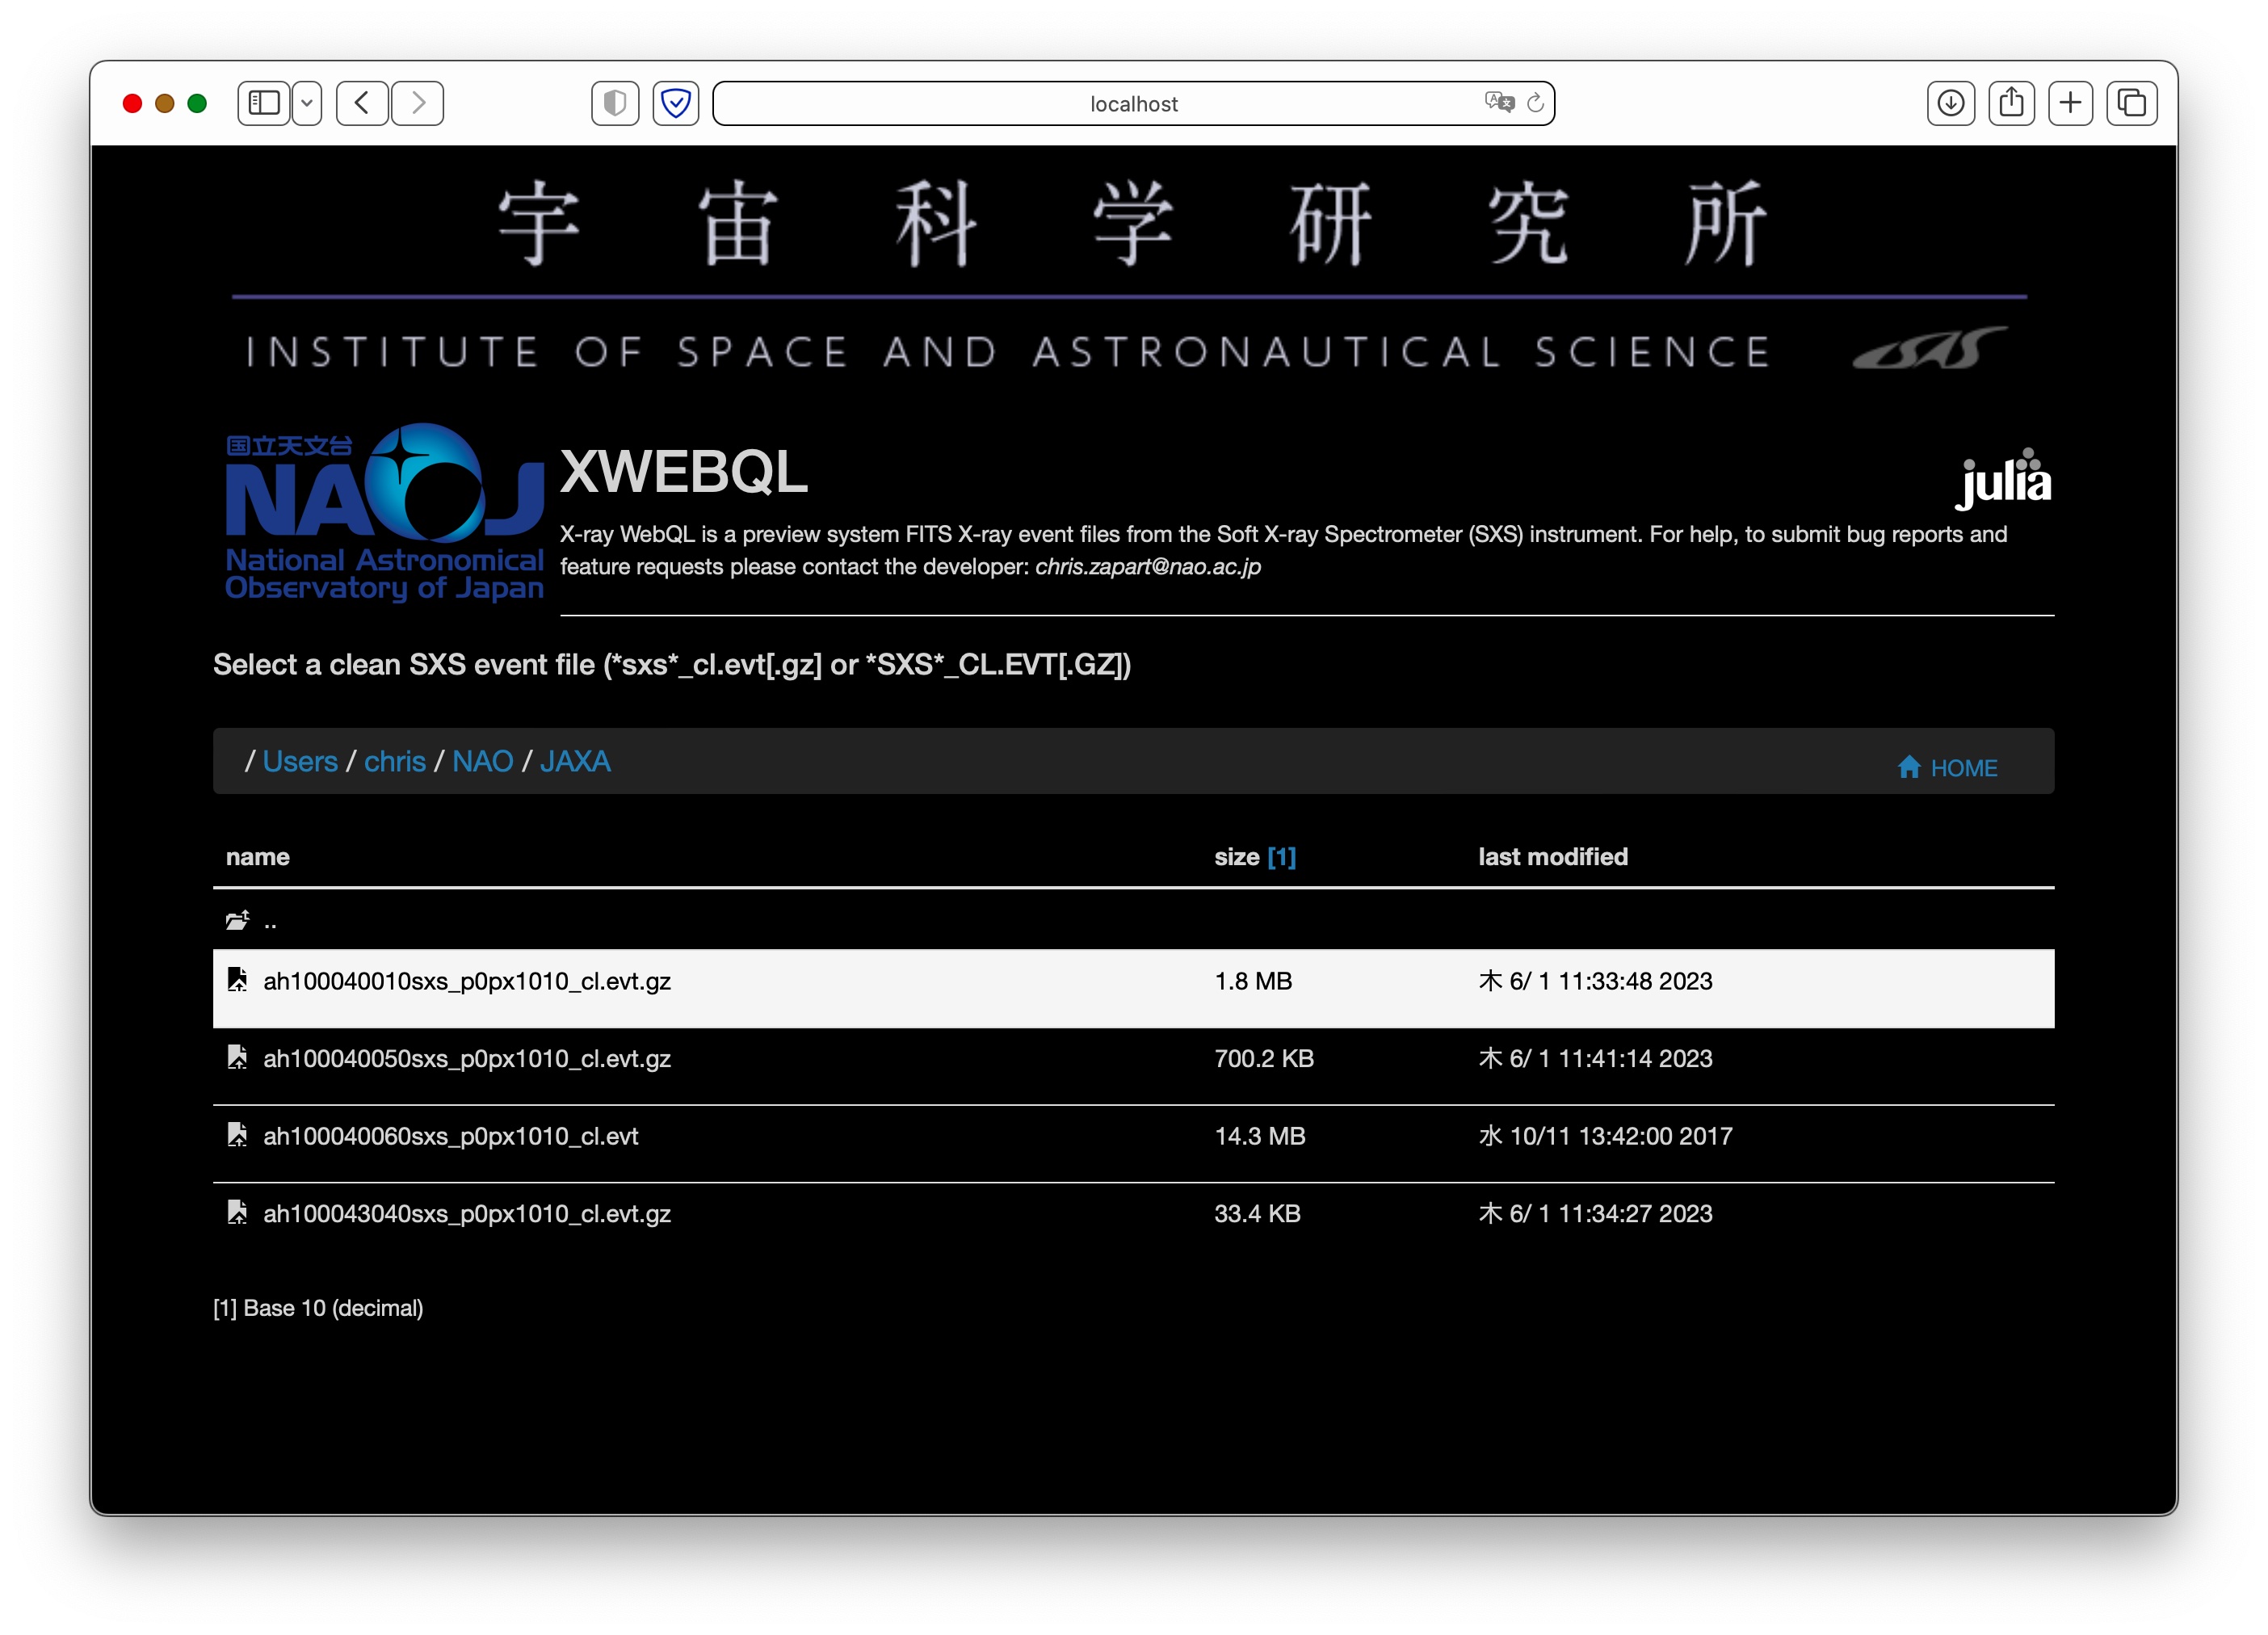 localhost
宇宙科学研究所
INSTITUTE OF SPACE AND ASTRONAUTICAL SCIENCE
ISAS
国立天文台
NAOJ
National Astronomical
Observatory of Japan
XWEBQL
julia
X-ray WebQL is a preview system FITS X-ray event files from the Soft X-ray Spectrometer (SXS) instrument. For help, to submit bug reports and
feature requests please contact the developer: chris.zapart@nao.ac.jp
Select a clean SXS event file (*sxs*_cl.evt[.gz] or *SXS*_CL.EVT[.GZ])
/ Users / chris / NAO / JAXA HOME
name size [1] last modified
..
ah100040010sxs_p0px1010_cl.evt.gz 1.8 MB 木 6/ 1 11:33:48 2023
ah100040050sxs_p0px1010_cl.evt.gz 700.2 KB 木 6/ 1 11:41:14 2023
ah100040060sxs_p0px1010_cl.evt 14.3 MB 水 10/11 13:42:00 2017
ah100043040sxs_p0px1010_cl.evt.gz 33.4 KB 木 6/ 1 11:34:27 2023
[1] Base 10 (decimal)